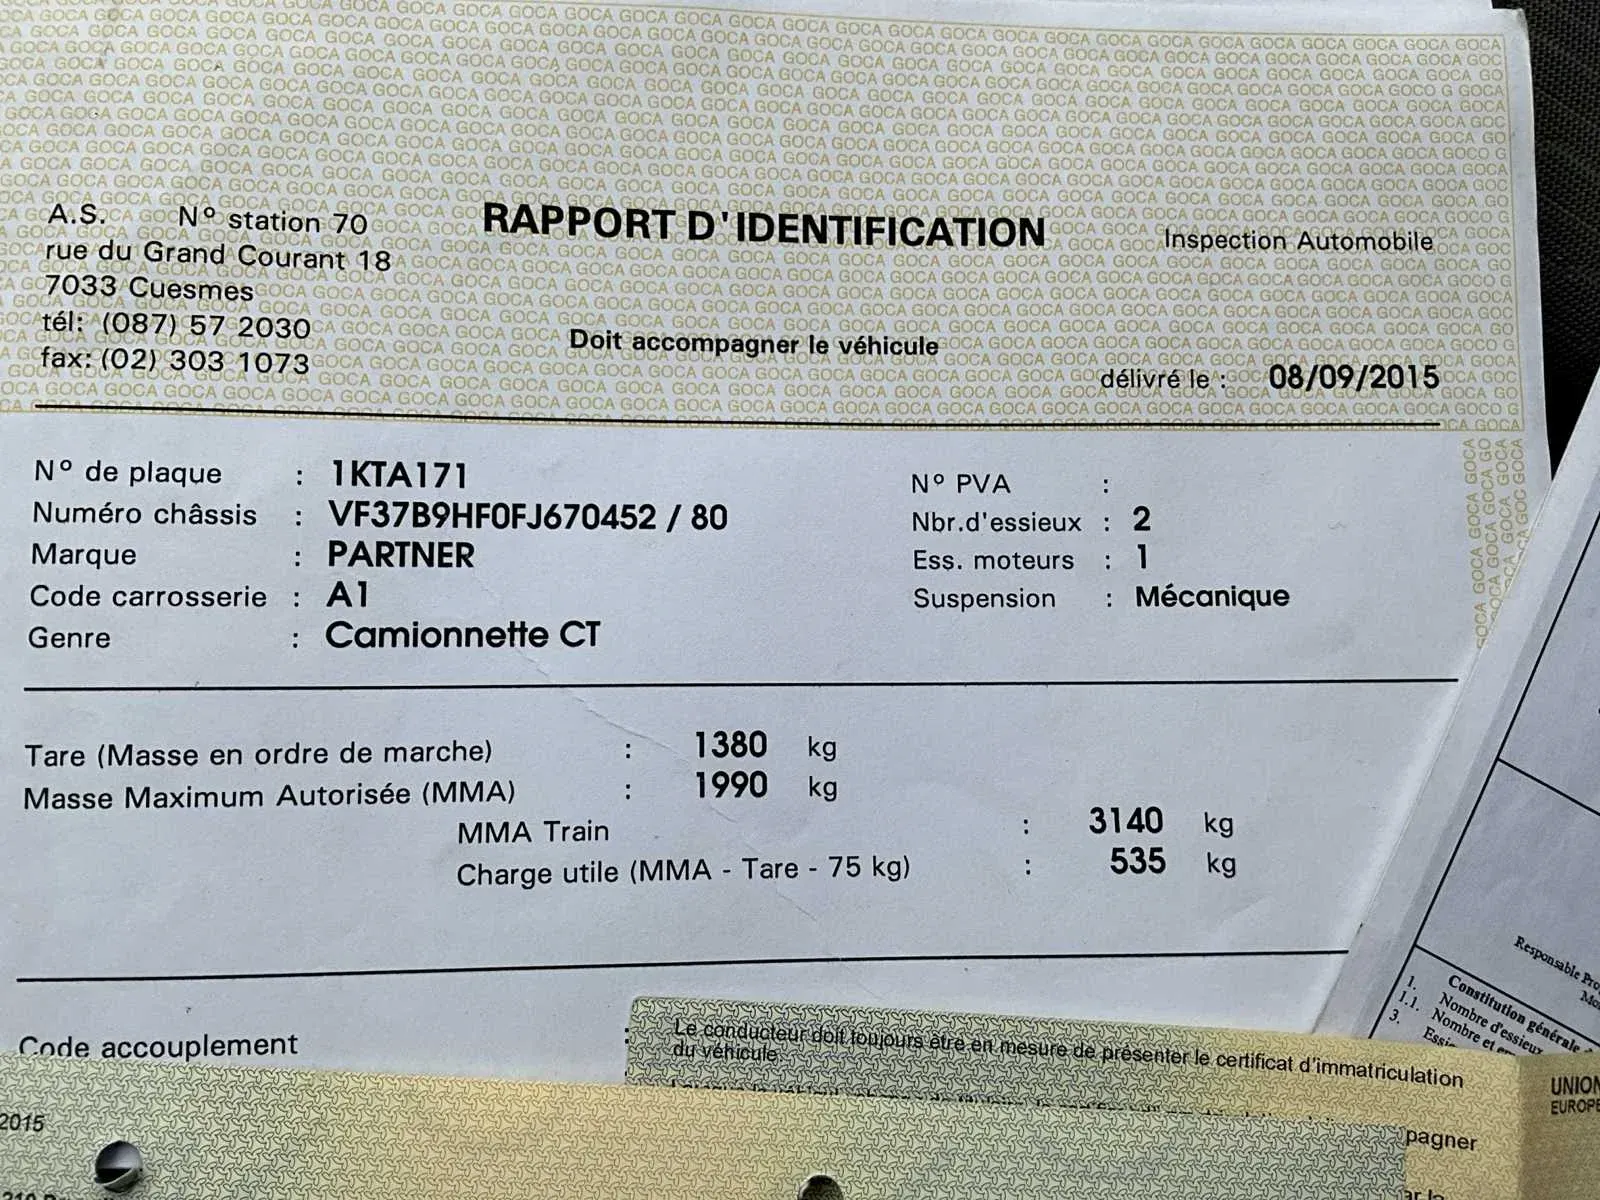 A.S. N° station 70
rue du Grand Courant 18
7033 Cuesmes
tél: (087) 57 2030
fax: (02) 303 1073
RAPPORT D'IDENTIFICATION
Doit accompagner le véhicule
Inspection Automobile
délivré le : 08/09/2015
N° de plaque : 1KTA171
Numéro châssis : VF37B9HF0FJ670452 / 80
Marque : PARTNER
Code carrosserie : A1
Genre : Camionnette CT
N° PVA :
Nbr.d'essieux : 2
Ess. moteurs : 1
Suspension : Mécanique
Tare (Masse en ordre de marche) : 1380 kg
Masse Maximum Autorisée (MMA) : 1990 kg
MMA Train : 3140 kg
Charge utile (MMA - Tare - 75 kg) : 535 kg
Code accouplement :
Le conducteur doit toujours être en mesure de présenter le certificat d'immatriculation
du véhicule
pagner
2015
UNION
EUROPE
Responsable Pro
1. Constitution générale
1.1. Nombre d'essieux
3. Nombre et